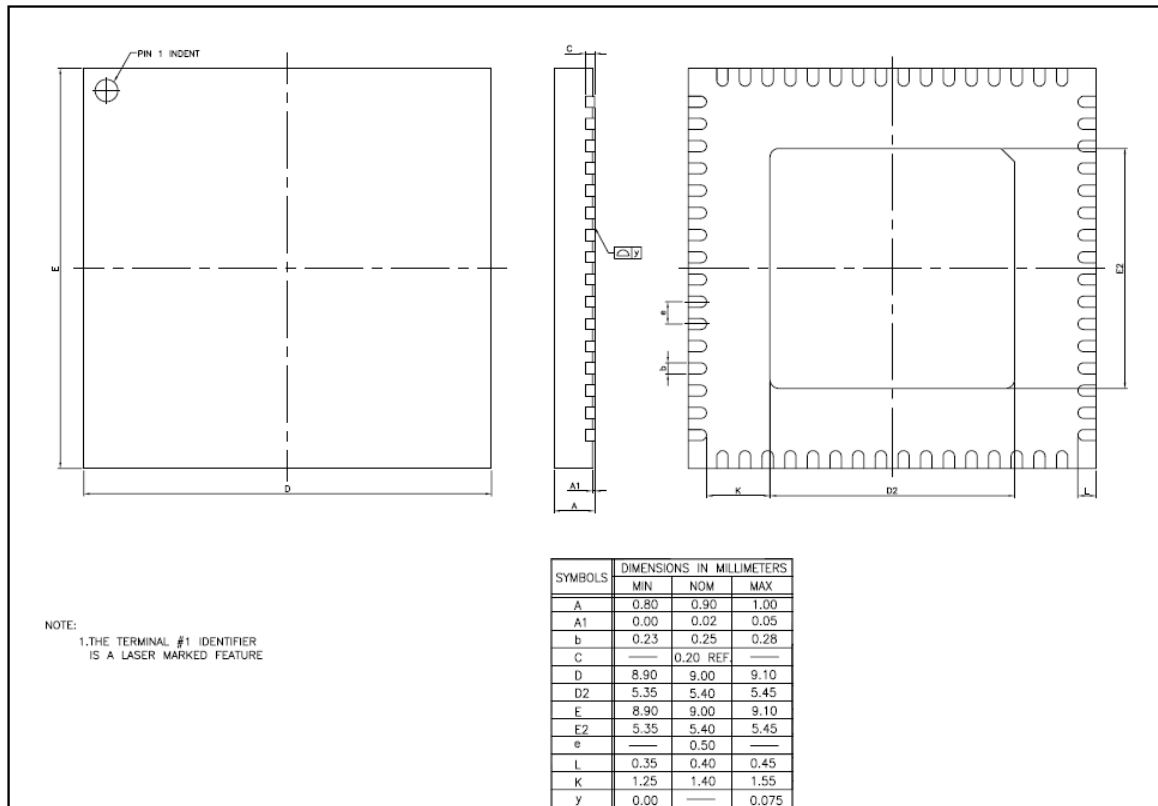 PIN 1 INDENT
C
E
y
e
b
E2
D
A1
A
K
D2
L
NOTE:
1.THE TERMINAL #1 IDENTIFIER
IS A LASER MARKED FEATURE
SYMBOLS DIMENSIONS IN MILLIMETERS
MIN NOM MAX
A 0.80 0.90 1.00
A1 0.00 0.02 0.05
b 0.23 0.25 0.28
C — 0.20 REF. —
D 8.90 9.00 9.10
D2 5.35 5.40 5.45
E 8.90 9.00 9.10
E2 5.35 5.40 5.45
e — 0.50 —
L 0.35 0.40 0.45
K 1.25 1.40 1.55
y 0.00 — 0.075